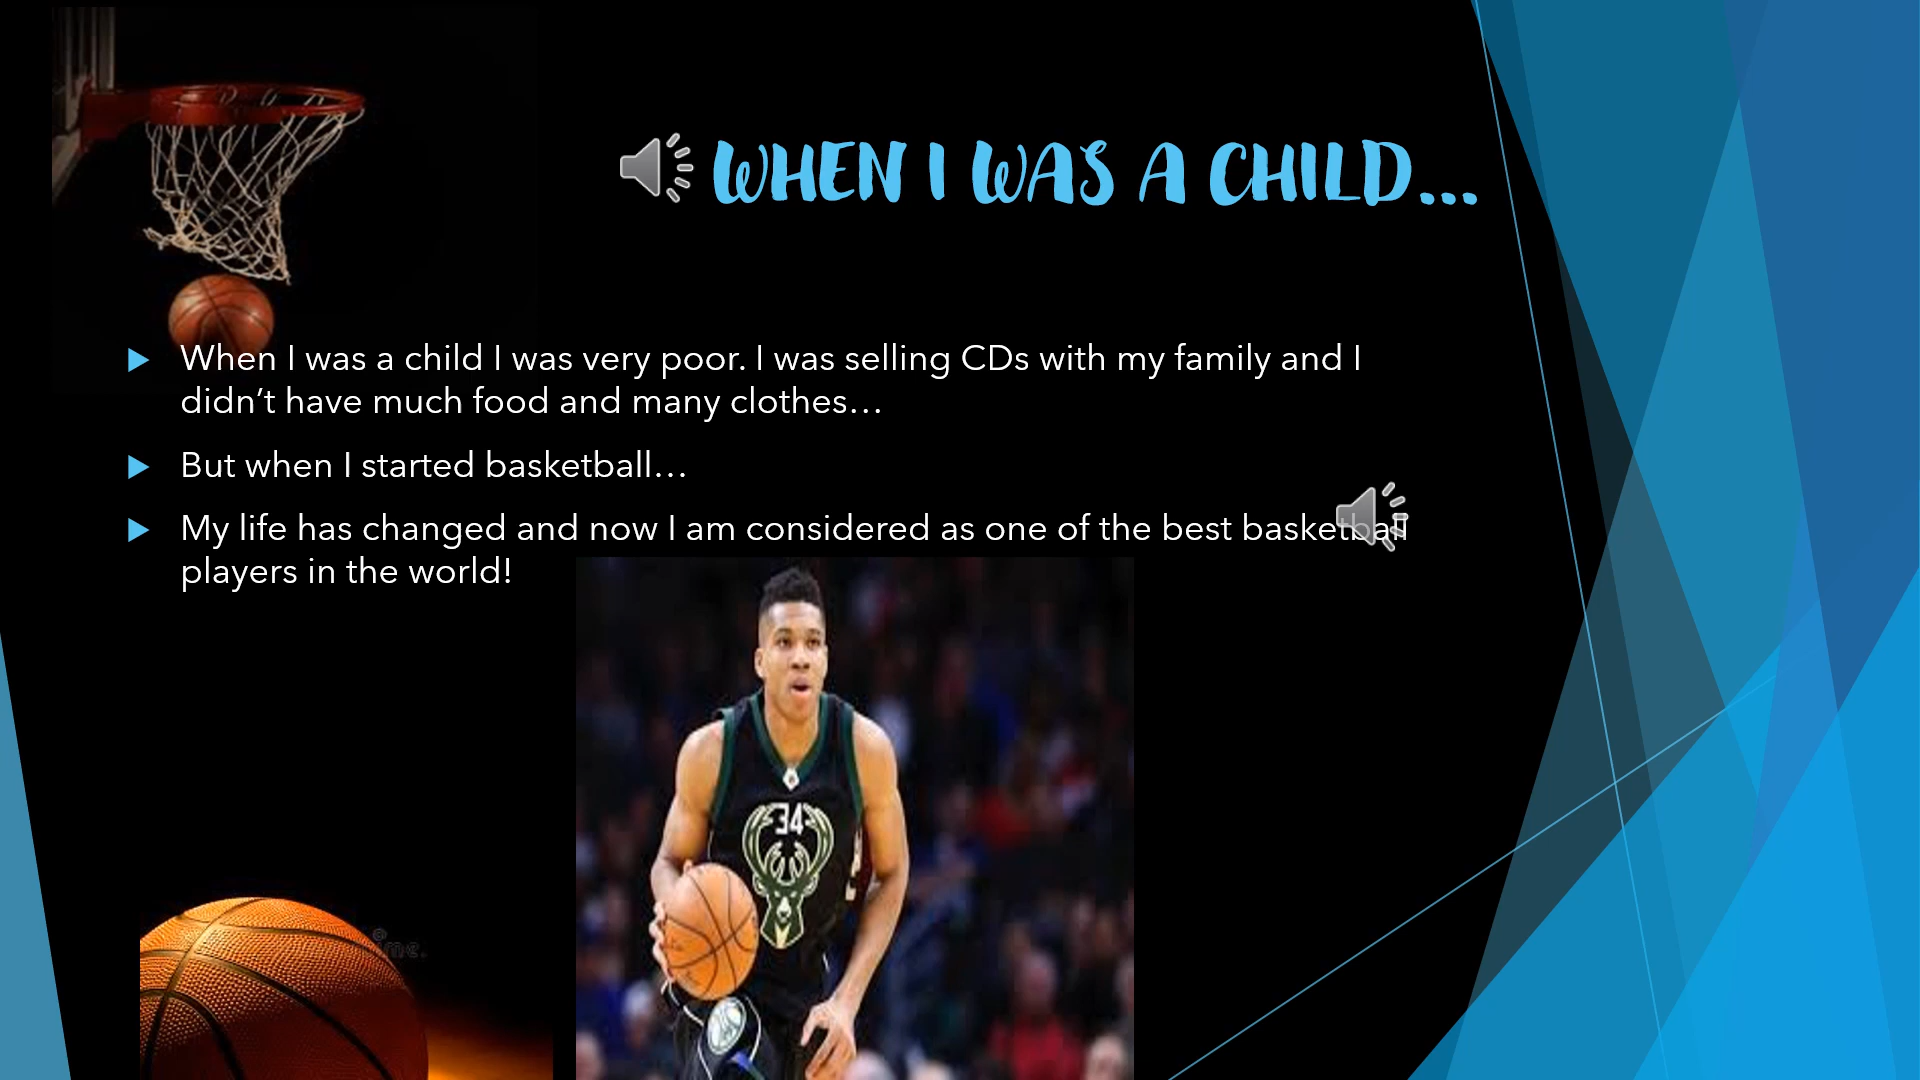 WHEN I WAS A CHILD...
When I was a child I was very poor. I was selling CDs with my family and I
didn't have much food and many clothes…
But when I started basketball…
My life has changed and now I am considered as one of the best basketball
players in the world!
34
me.